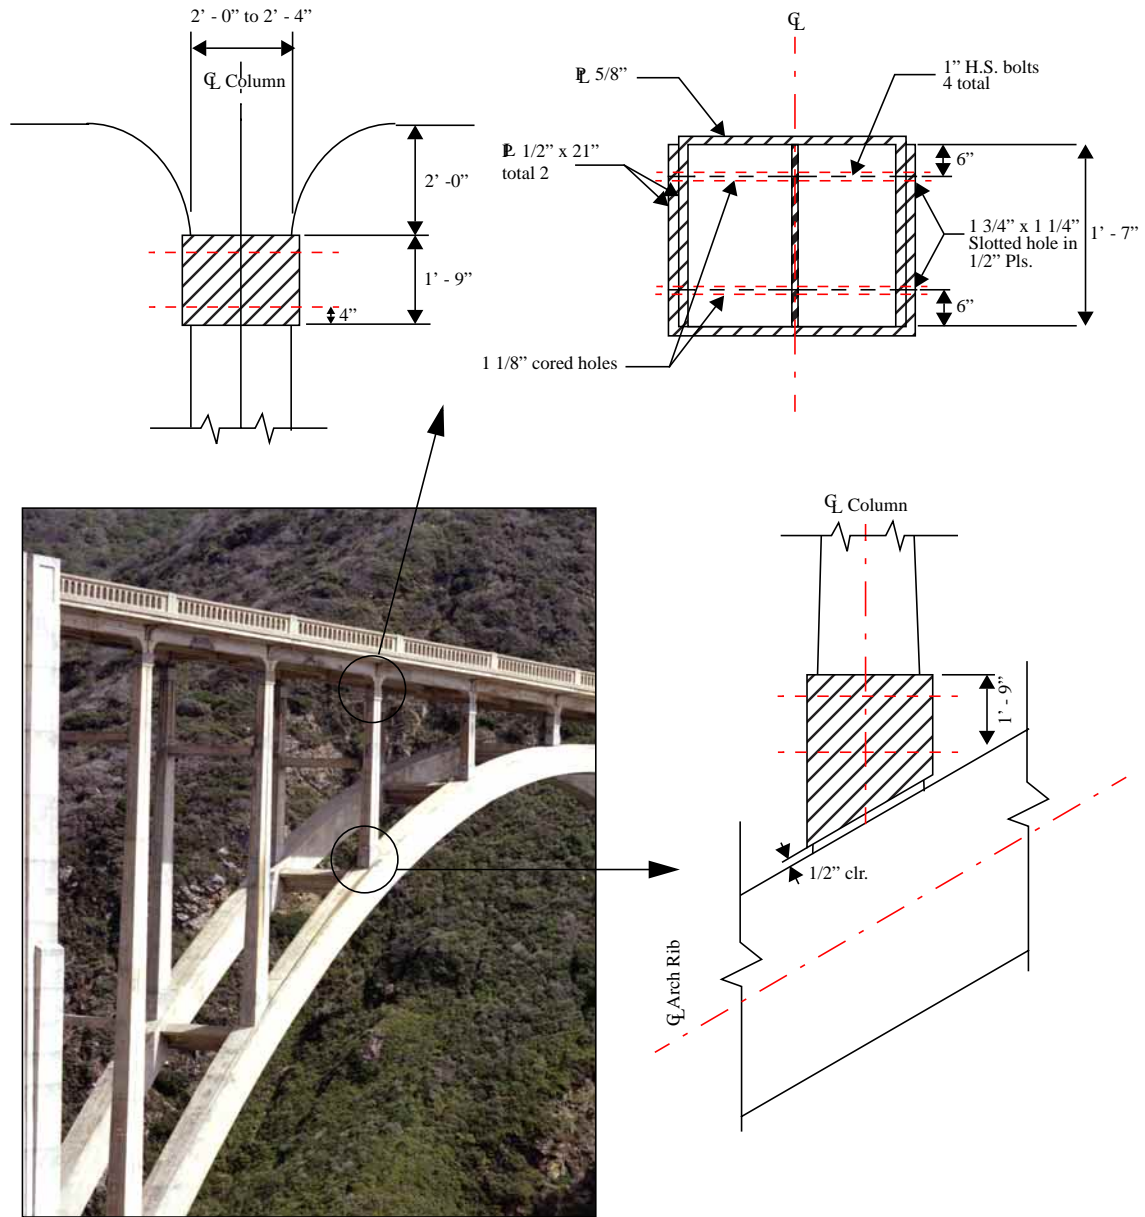 2’ - 0” to 2’ - 4”
℄ Column
2’ -0”
1’ - 9”
4”
℄
℞ 5/8”
1” H.S. bolts
4 total
℞ 1/2” x 21”
total 2
6”
1 3/4” x 1 1/4”
Slotted hole in
1/2” Pls.
1’ - 7”
6”
1 1/8” cored holes
℄ Column
1’ - 9”
1/2” clr.
℄ Arch Rib